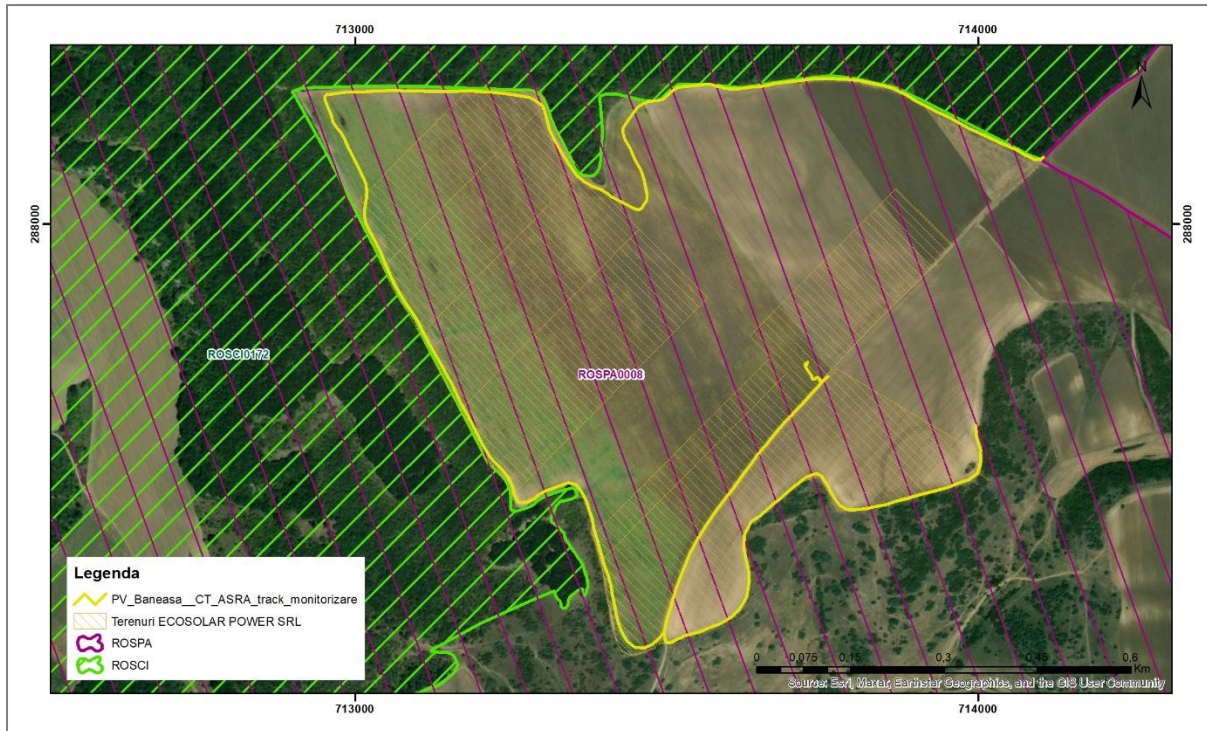 713000
714000
N
288000
288000
ROSCI0172
ROSPA0008
Legenda
PV_Baneasa__CT_ASRA_track_monitorizare
Terenuri ECOSOLAR POWER SRL
ROSPA
ROSCI
0 0,075 0,15 0,3 0,45 0,6
Km
Source: Esri, Maxar, Earthstar Geographics, and the GIS User Community
713000
714000